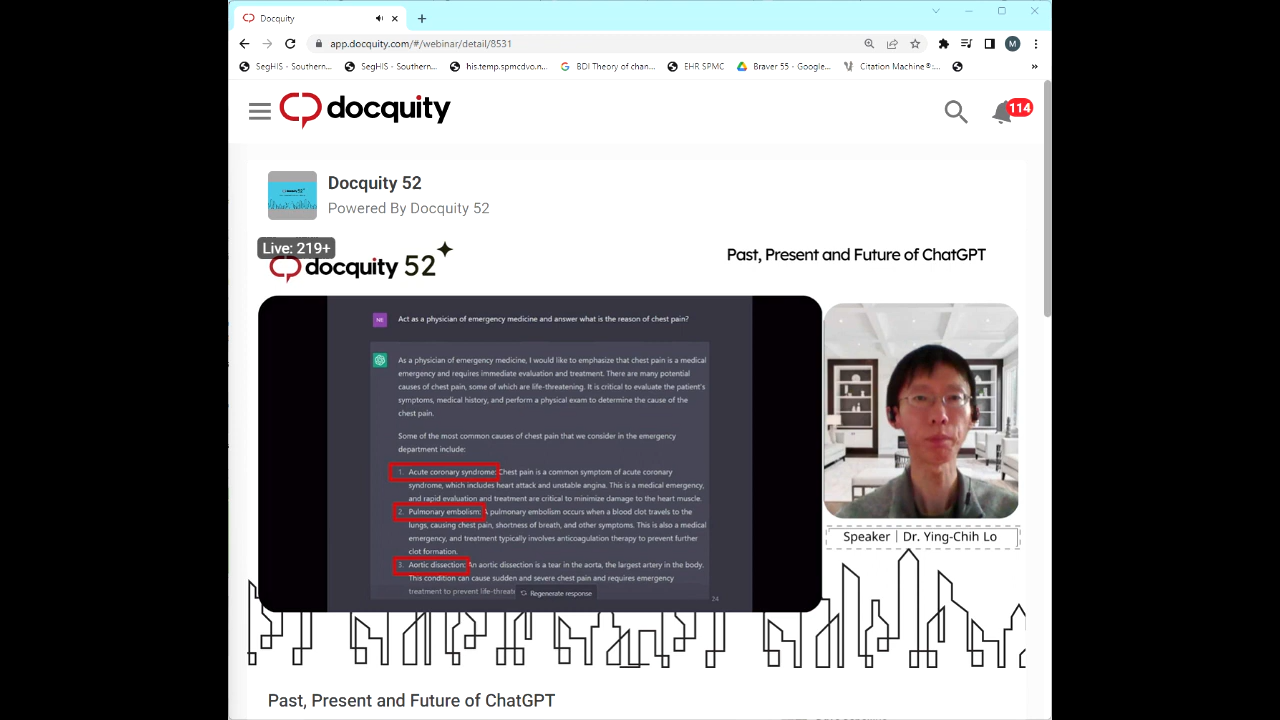 Docquity
app.docquity.com/#/webinar/detail/8531
M
SegHIS - Southern...
SegHIS - Southern...
his.temp.spmcdvo.n...
BDI Theory of chan...
EHR SPMC
Braver 55 - Google...
Citation Machine®:...
»
docquity
114
Docquity 52
Powered By Docquity 52
Live: 219+
docquity 52
Past, Present and Future of ChatGPT
NE
Act as a physician of emergency medicine and answer what is the reason of chest pain?
As a physician of emergency medicine, I would like to emphasize that chest pain is a medical
emergency and requires immediate evaluation and treatment. There are many potential
causes of chest pain, some of which are life-threatening. It is critical to evaluate the patient's
symptoms, medical history, and perform a physical exam to determine the cause of the
chest pain.
Some of the most common causes of chest pain that we consider in the emergency
department include:
1. Acute coronary syndrome: Chest pain is a common symptom of acute coronary
syndrome, which includes heart attack and unstable angina. This is a medical emergency,
and rapid evaluation and treatment are critical to minimize damage to the heart muscle.
2. Pulmonary embolism: A pulmonary embolism occurs when a blood clot travels to the
lungs, causing chest pain, shortness of breath, and other symptoms. This is also a medical
emergency, and treatment typically involves anticoagulation therapy to prevent further
clot formation.
3. Aortic dissection: An aortic dissection is a tear in the aorta, the largest artery in the body.
This condition can cause sudden and severe chest pain and requires emergency
treatment to prevent
Regenerate response
24
Speaker | Dr. Ying-Chih Lo
Past, Present and Future of ChatGPT